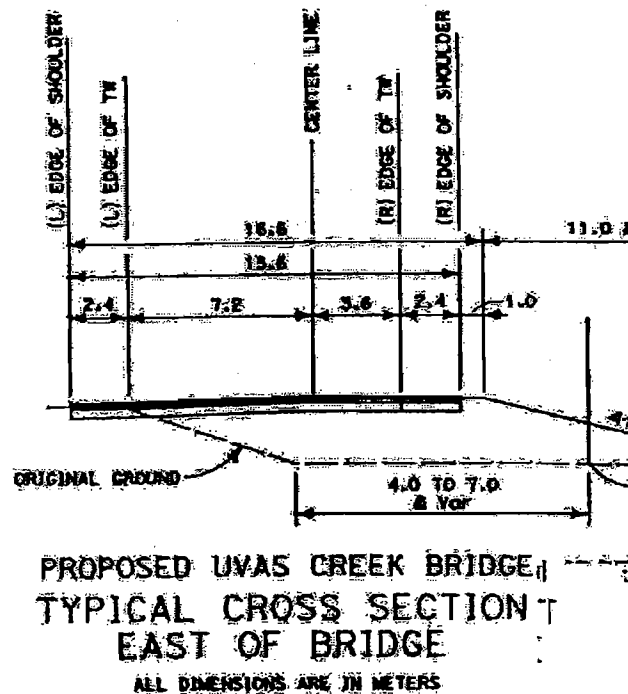 (L) EDGE OF SHOULDER
(L) EDGE OF TW
CENTER LINE
(R) EDGE OF TW
(R) EDGE OF SHOULDER
16.6
11.0
15.6
2.4
7.2
3.6
2.4
1.0
ORIGINAL GROUND
4.0 TO 7.0
& Var
PROPOSED UVAS CREEK BRIDGE
TYPICAL CROSS SECTION
EAST OF BRIDGE
ALL DIMENSIONS ARE IN METERS